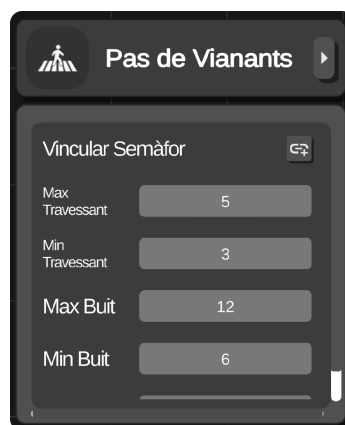 Pas de Vianants
Vincular Semàfor
Max
Travessant
5
Min
Travessant
3
Max Buit
12
Min Buit
6